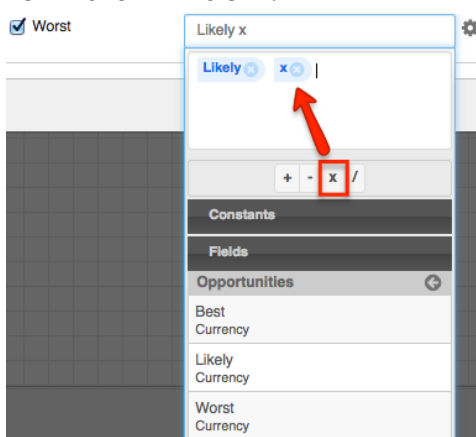 Worst
Likely x
Likely x
+ - x /
Constants
Fields
Opportunities
Best
Currency
Likely
Currency
Worst
Currency